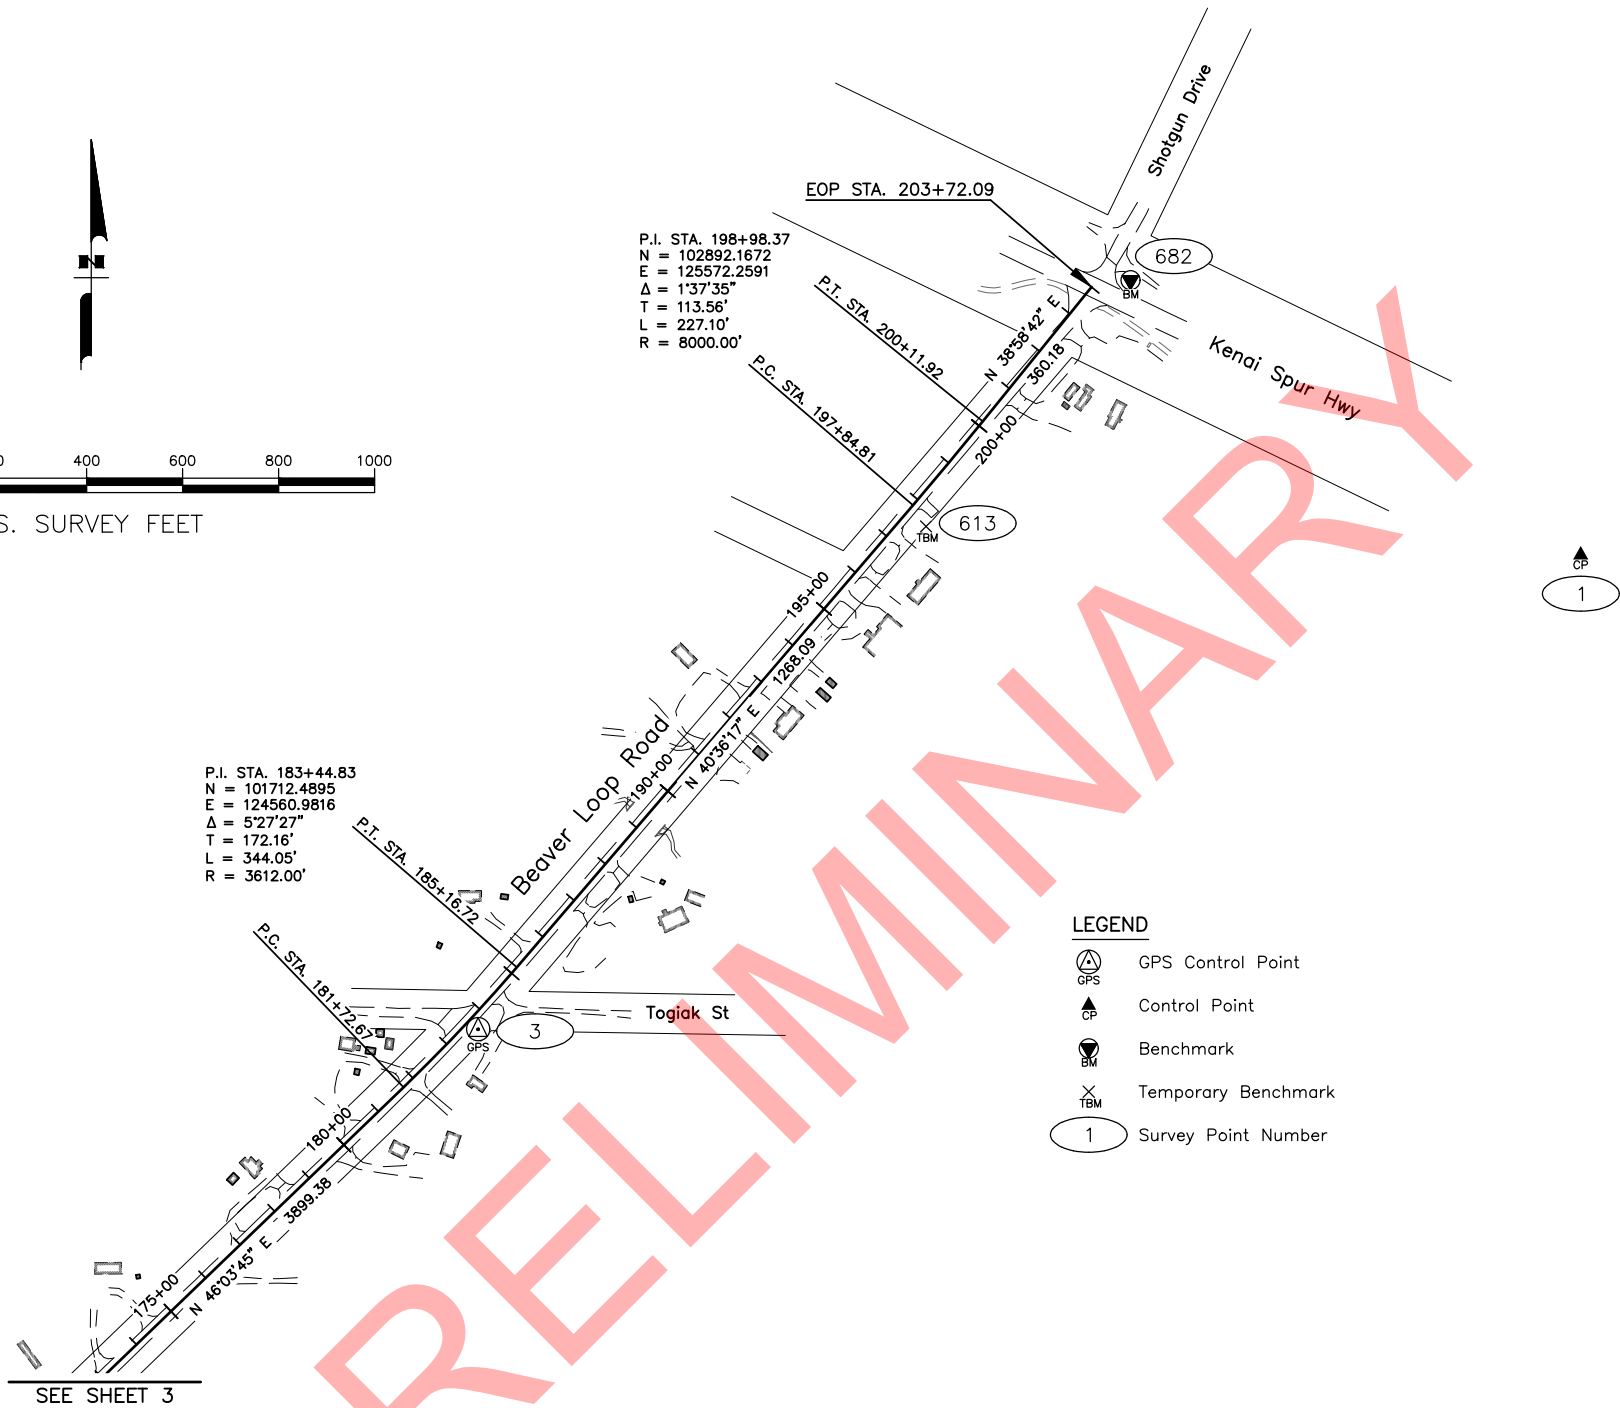 Shotgun Drive
EOP STA. 203+72.09
682
BM
P.I. STA. 198+98.37
N = 102892.1672
E = 125572.2591
Δ = 1°37'35"
T = 113.56'
L = 227.10'
R = 8000.00'
P.T. STA. 200+11.92
P.C. STA. 197+84.81
N 38°58'42" E
360.18
Kenai Spur Hwy
200+00
N
400 600 800 1000
S. SURVEY FEET
613
TBM
CP
1
195+00
1268.09
N 40°36'17" E
190+00
Beaver Loop Road
P.I. STA. 183+44.83
N = 101712.4895
E = 124560.9816
Δ = 5°27'27"
T = 172.16'
L = 344.05'
R = 3612.00'
P.T. STA. 185+16.72
P.C. STA. 181+72.67
Togiak St
3
GPS
180+00
3899.38
N 46°03'45" E
175+00
SEE SHEET 3
LEGEND
GPS GPS Control Point
CP Control Point
BM Benchmark
TBM Temporary Benchmark
1 Survey Point Number
RELIMINARY